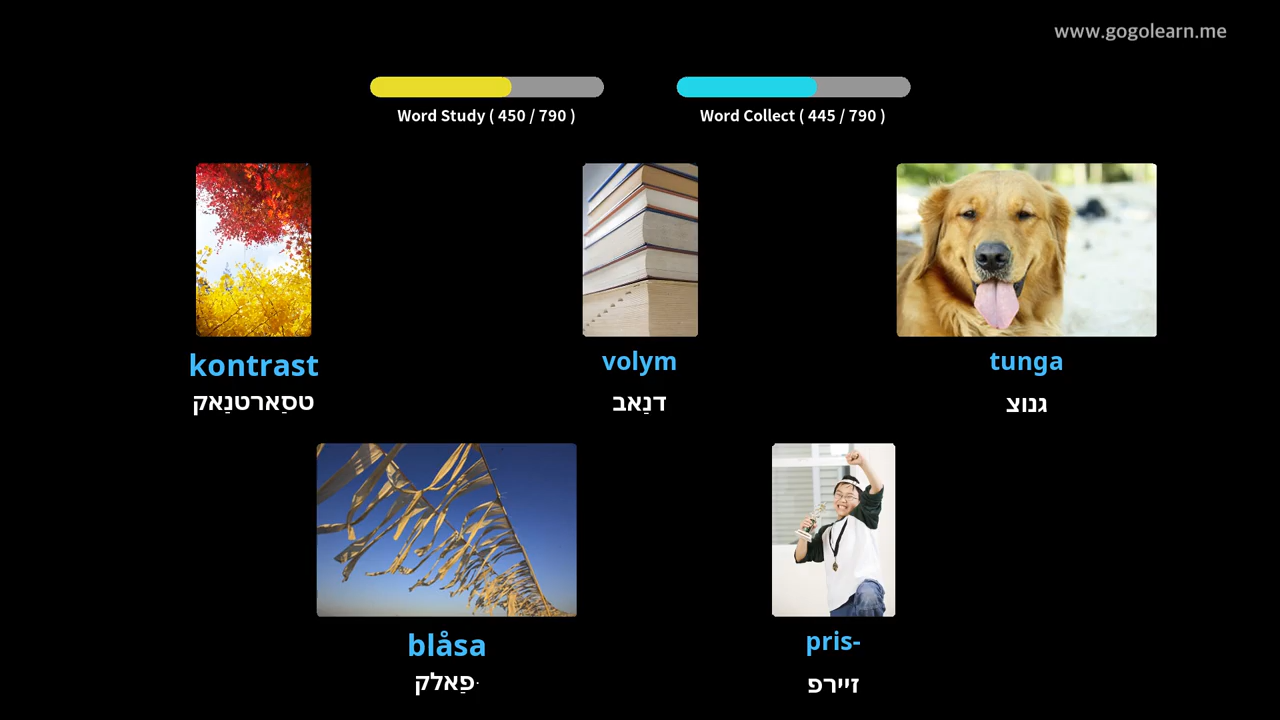 www.gogolearn.me
Word Study ( 450 / 790 )
Word Collect ( 445 / 790 )
kontrast
טסַארטנַאק
volym
דנַאב
tunga
גנוצ
blåsa
ּפַאלק
pris-
זיירפ